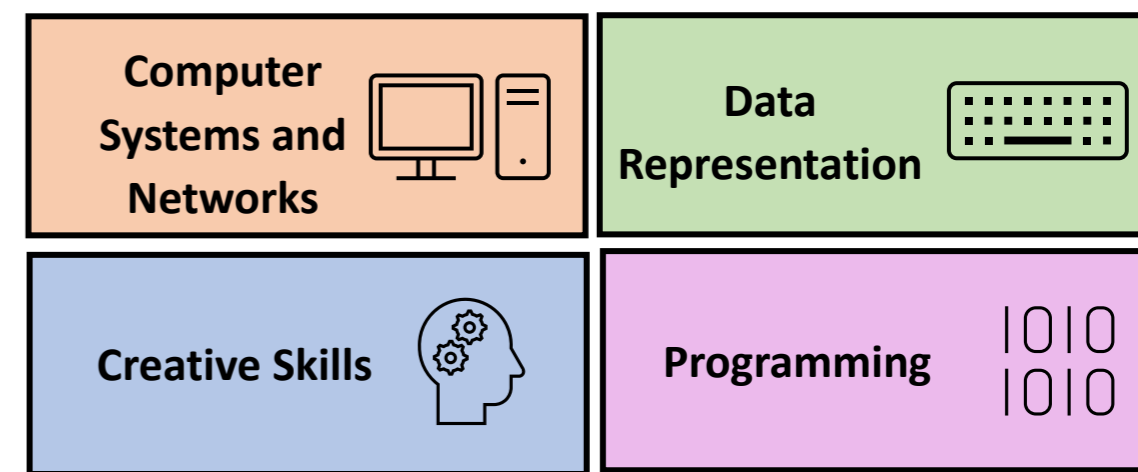 Computer
Systems and
Networks
Data
Representation
Creative Skills
Programming
1010
1010